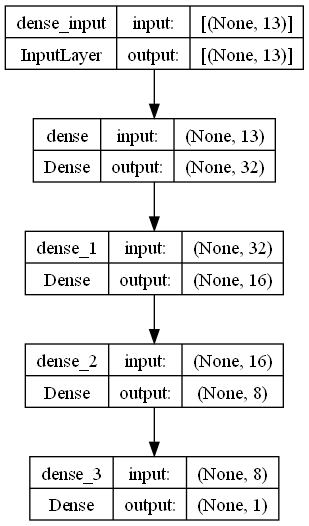 dense_input input: [(None, 13)]
InputLayer output: [(None, 13)]
dense input: (None, 13)
Dense output: (None, 32)
dense_1 input: (None, 32)
Dense output: (None, 16)
dense_2 input: (None, 16)
Dense output: (None, 8)
dense_3 input: (None, 8)
Dense output: (None, 1)